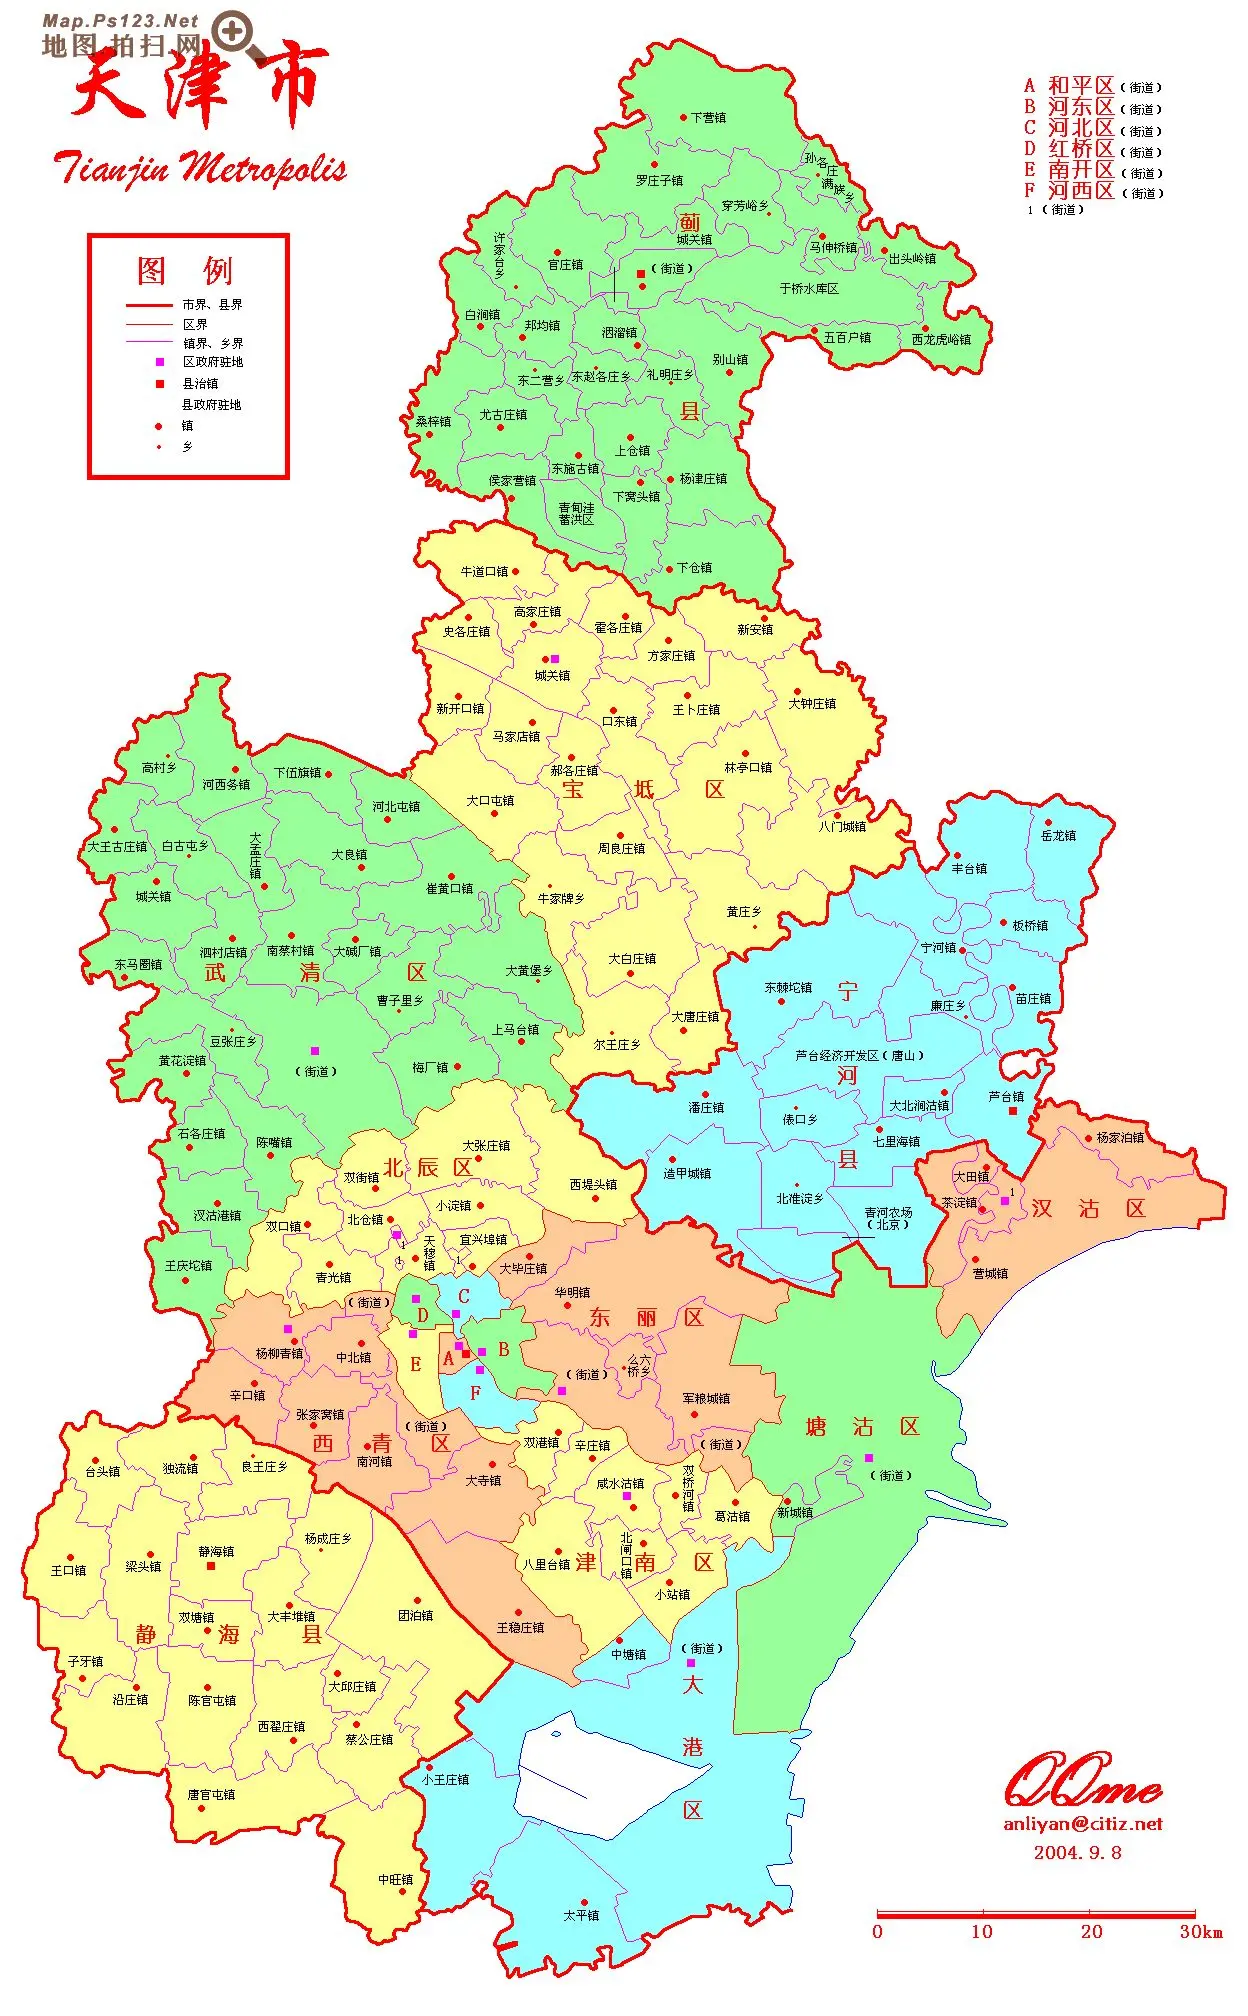 Map.Ps123.Net
地图 拍扫 网
天津市
Tianjin Metropolis
A 和平区（街道）
B 河东区（街道）
C 河北区（街道）
D 红桥区（街道）
E 南开区（街道）
F 河西区（街道）
1（街道）
图 例
市界、县界
区界
镇界、乡界
区政府驻地
县治镇
县政府驻地
镇
乡
下营镇
罗庄子镇
孙各庄
满族乡
穿芳峪乡
蓟
城关镇
马伸桥镇
出头岭镇
许家台乡
官庄镇
（街道）
于桥水库区
白涧镇
邦均镇
泗溜镇
五百户镇
西龙虎峪镇
别山镇
东二营乡
东赵各庄乡
礼明庄乡
县
桑梓镇
尤古庄镇
上仓镇
东施古镇
侯家营镇
下窝头镇
杨津庄镇
青甸洼
蓄洪区
下仓镇
牛道口镇
高家庄镇
史各庄镇
霍各庄镇
新安镇
方家庄镇
城关镇
新开口镇
口东镇
王卜庄镇
大钟庄镇
马家店镇
郝各庄镇
林亭口镇
宝坻区
大口屯镇
八门城镇
周良庄镇
牛家牌乡
黄庄乡
大白庄镇
大唐庄镇
尔王庄乡
高村乡
河西务镇
下伍旗镇
河北屯镇
大王古庄镇
白古屯乡
大孟庄镇
大良镇
崔黄口镇
城关镇
泗村店镇
南蔡村镇
大碱厂镇
东马圈镇
武清区
大黄堡乡
曹子里乡
豆张庄乡
上马台镇
黄花淀镇
（街道）
梅厂镇
石各庄镇
陈嘴镇
汊沽港镇
王庆坨镇
岳龙镇
丰台镇
板桥镇
宁河镇
东棘坨镇
宁
廉庄乡
苗庄镇
芦台经济开发区（唐山）
河
潘庄镇
俵口乡
大北涧沽镇
芦台镇
七里海镇
县
造甲城镇
北淮淀乡
青河农场
（北京）
杨家泊镇
大田镇
茶淀镇
1
汉沽区
营城镇
大张庄镇
北辰区
双街镇
西堤头镇
小淀镇
双口镇
北仓镇
天穆镇
宜兴埠镇
1
1
1
青光镇
大毕庄镇
华明镇
东丽区
（街道）
C
D
B
杨柳青镇
中北镇
E
A
么六
桥乡
（街道）
辛口镇
F
军粮城镇
张家窝镇
（街道）
西青区
南河镇
（街道）
大寺镇
王稳庄镇
塘沽区
（街道）
新城镇
双港镇
辛庄镇
咸水沽镇
双桥河镇
葛沽镇
北闸口镇
八里台镇
津南区
小站镇
台头镇
独流镇
良王庄乡
杨成庄乡
王口镇
梁头镇
静海镇
双塘镇
大丰堆镇
团泊镇
静海县
子牙镇
沿庄镇
陈官屯镇
大邱庄镇
西翟庄镇
蔡公庄镇
唐官屯镇
中旺镇
中塘镇
（街道）
大
港
区
小王庄镇
太平镇
QQme
anliyan@citiz.net
2004.9.8
0 10 20 30km